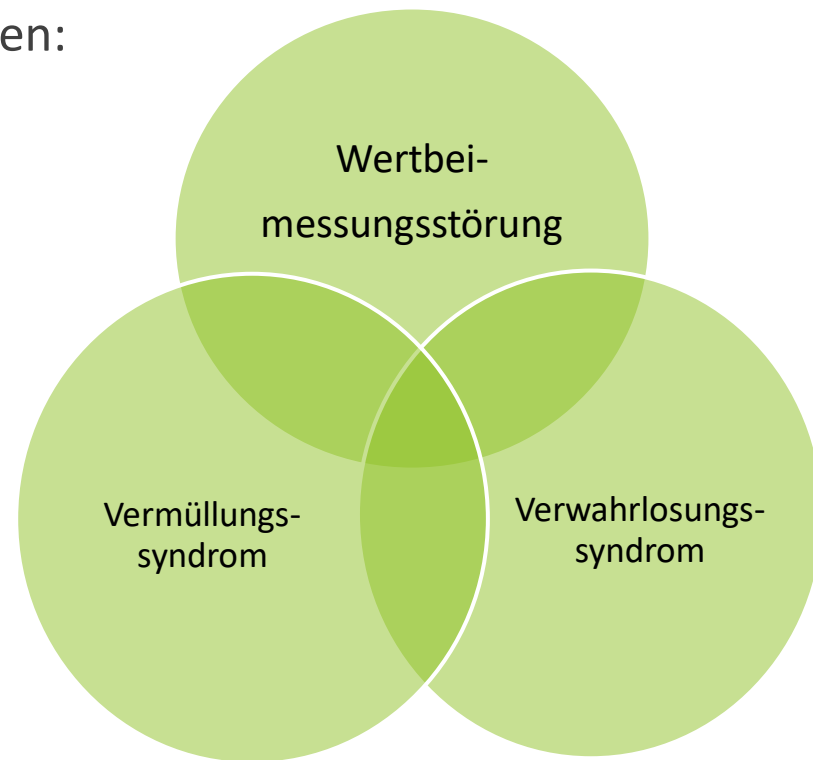 en:
Wertbei-
messungsstörung
Vermüllungs-
syndrom
Verwahrlosungs-
syndrom